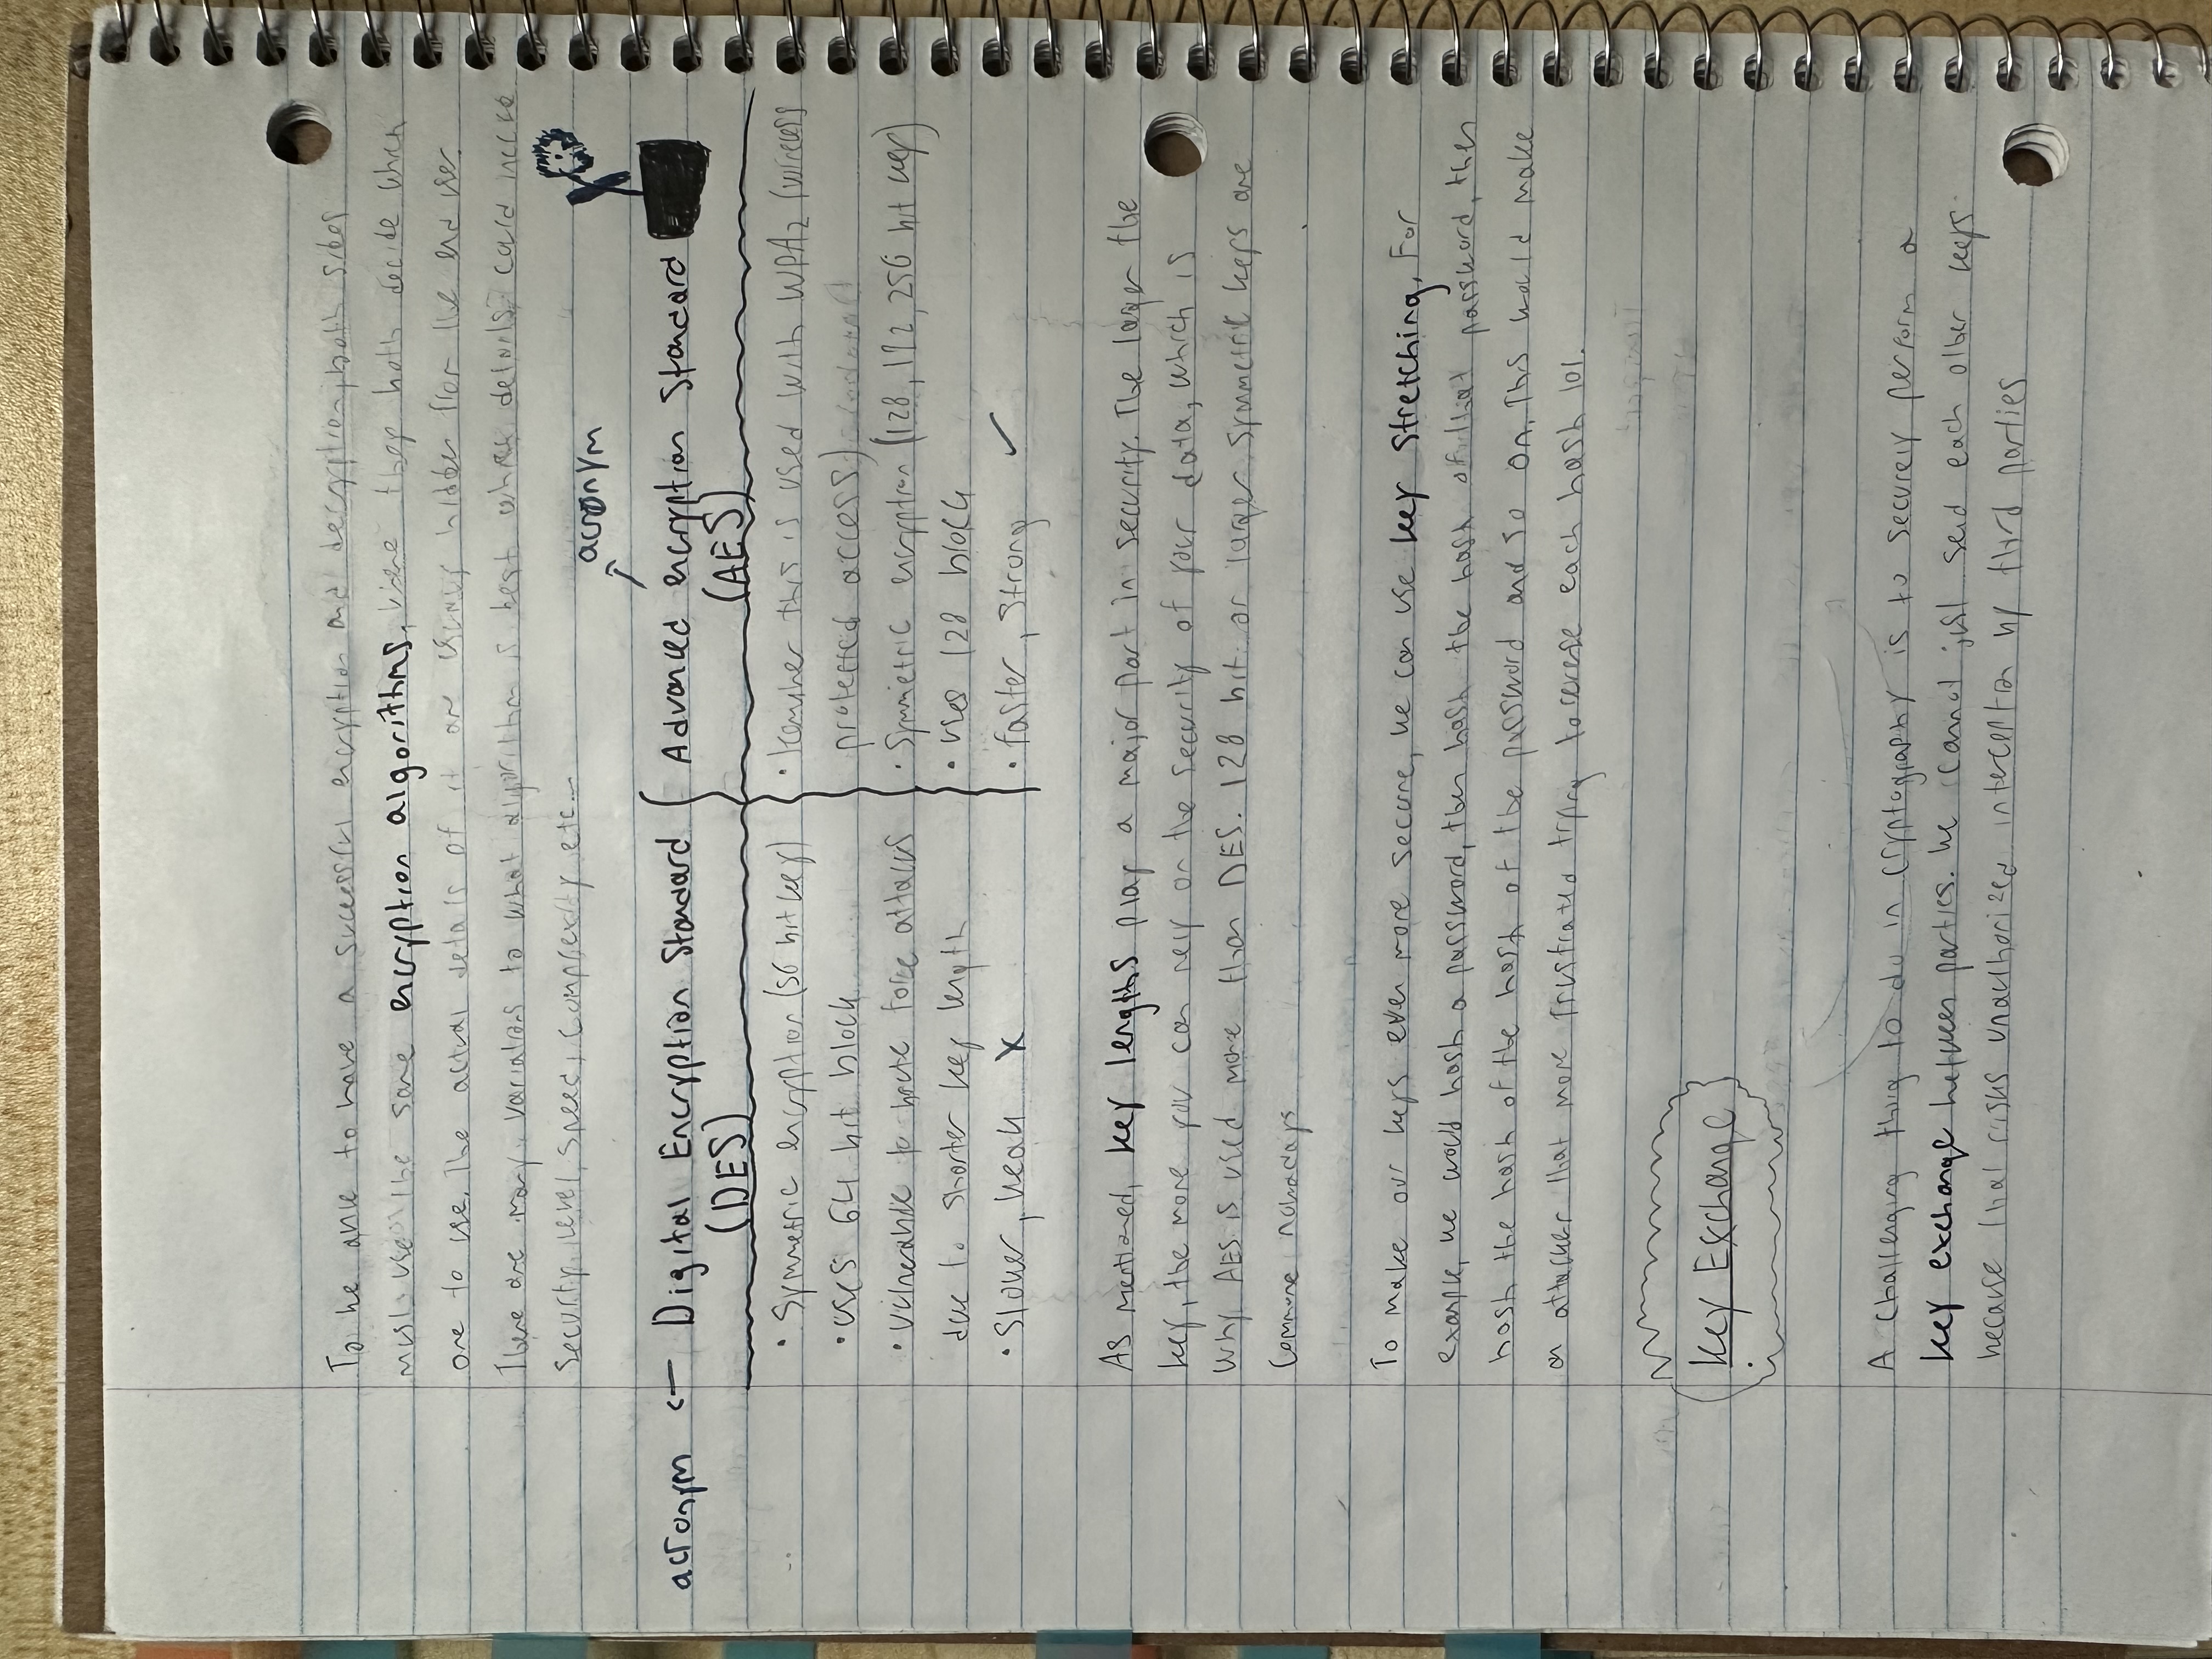 To be able to have a successful encryption and decryption, both sides
must use the same encryption algorithms, where they both decide which
one to use. The actual details of it are usually hidden from the end user.
There are many variations to what algorithm is best which details could include
Security, level, speed, complexity etc...
acronym
acronym <- Digital Encryption Standard
(DES)
Advanced encryption Standard
(AES)
• Symmetric encryption (56 bit key)
• uses 64 bit block
• Vulnerable to brute force attacks
due to shorter key length
• Slower, weak X
• Remember this is used with WPA2 (wireless
protected access)
• Symmetric encryption (128, 192, 256 bit key)
• uses 128 block
• faster, strong ✓
As mentioned, key lengths play a major part in security. The larger the
key, the more you can rely on the security of your data, which is
why AES is used more than DES. 128 bit or larger symmetric keys are
commone nowadays
To make our keys even more secure, we can use key stretching. For
example, we would hash a password, then hash the hash of that password, then
hash the hash of the hash of the password and so on. This would make
an attacker that more frustrated trying to reverse each hash lol.
Key Exchange
A challenging thing to do in cryptography is to securely perform a
key exchange between parties. We cannot just send each other keys
because that risks unauthorized interception by third parties